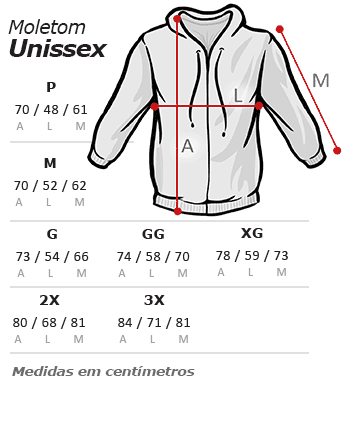 Moletom
Unissex
P
70 / 48 / 61
A L M
M
70 / 52 / 62
A L M
L
A
M
G
73 / 54 / 66
A L M
GG
74 / 58 / 70
A L M
XG
78 / 59 / 73
A L M
2X
80 / 68 / 81
A L M
3X
84 / 71 / 81
A L M
Medidas em centímetros